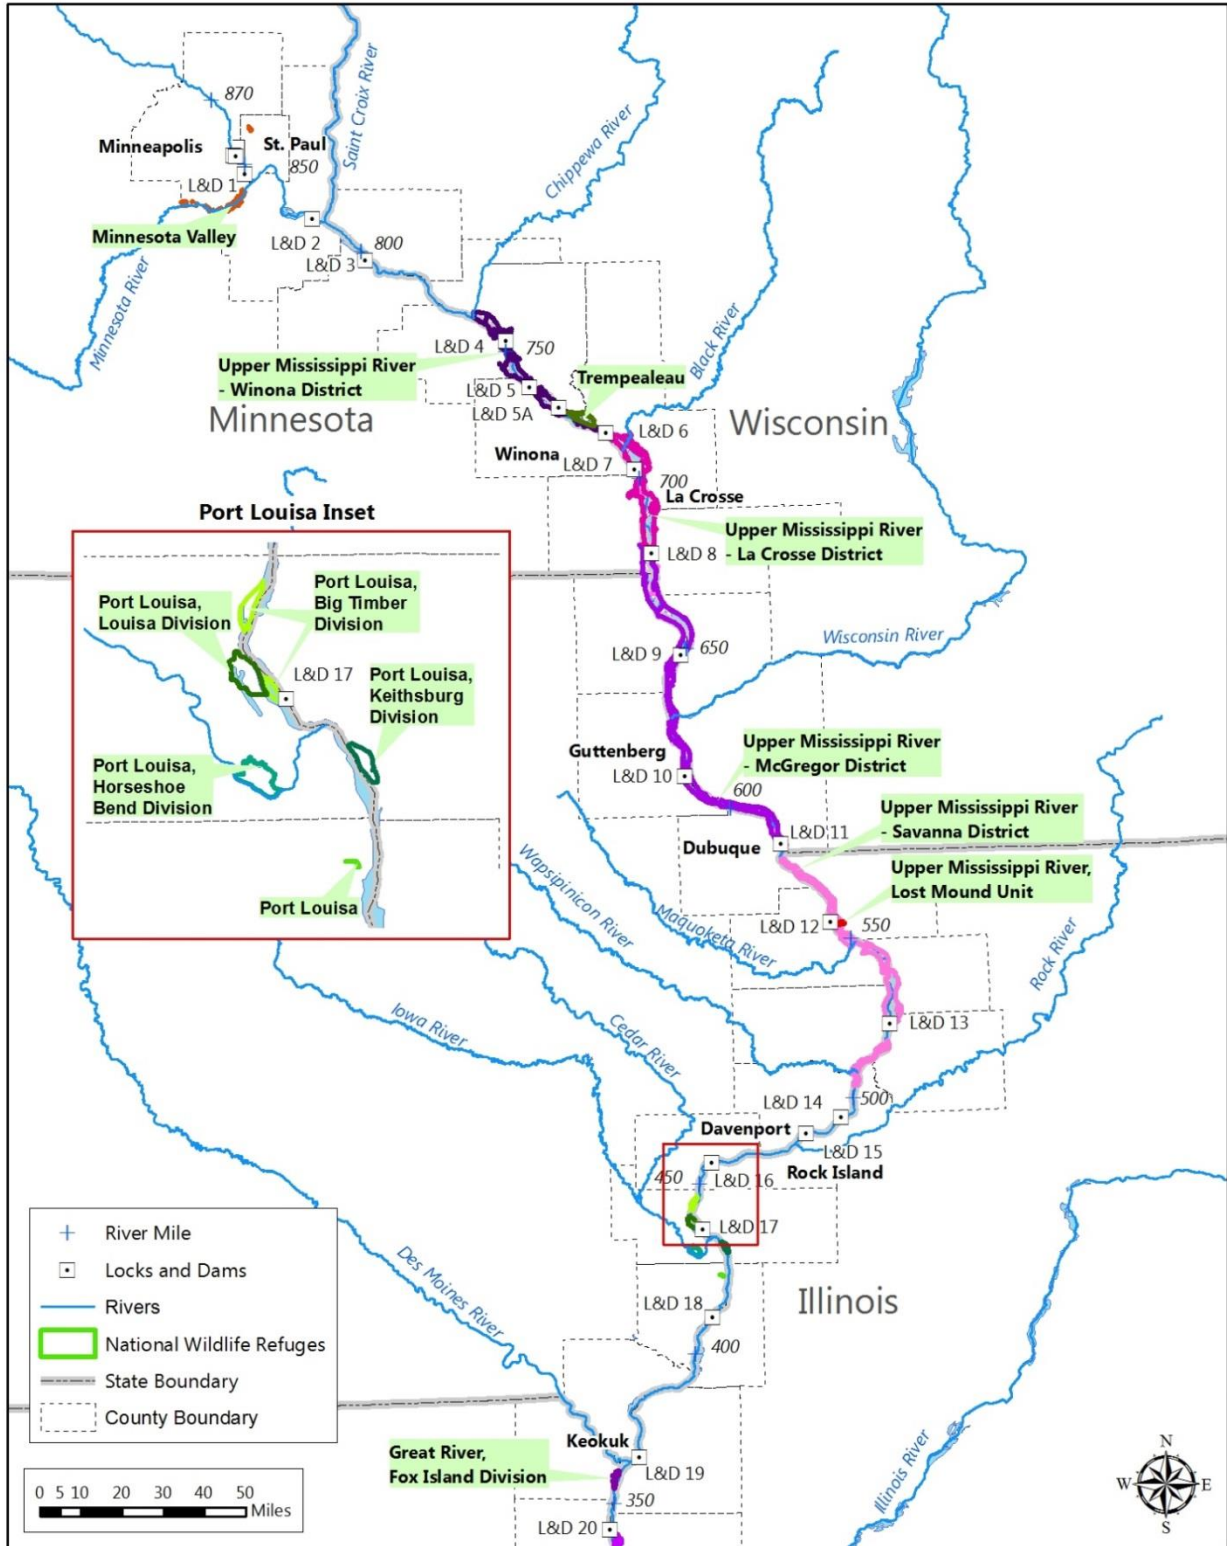 870
Saint Croix River
Minneapolis
St. Paul
850
L&D 1
Chippewa River
Minnesota Valley
L&D 2
800
L&D 3
Minnesota River
Black River
L&D 4
750
Upper Mississippi River
- Winona District
Trempealeau
L&D 5
L&D 5A
Minnesota
Wisconsin
L&D 6
Winona
L&D 7
700
La Crosse
Upper Mississippi River
- La Crosse District
L&D 8
Port Louisa Inset
Port Louisa,
Louisa Division
Port Louisa,
Big Timber
Division
L&D 17
Port Louisa,
Keithsburg
Division
Port Louisa,
Horseshoe
Bend Division
Port Louisa
Wisconsin River
L&D 9
650
Guttenberg
L&D 10
Upper Mississippi River
- McGregor District
600
Upper Mississippi River
- Savanna District
L&D 11
Dubuque
Upper Mississippi River,
Lost Mound Unit
Wapsipinicon River
Maquoketa River
L&D 12
550
Rock River
Iowa River
Cedar River
L&D 13
L&D 14
500
Davenport
L&D 15
Rock Island
450
L&D 16
L&D 17
Des Moines River
Illinois
L&D 18
400
River Mile
Locks and Dams
Rivers
National Wildlife Refuges
State Boundary
County Boundary
Keokuk
L&D 19
Great River,
Fox Island Division
350
L&D 20
Illinois River
0 5 10 20 30 40 50
Miles
N
W E
S